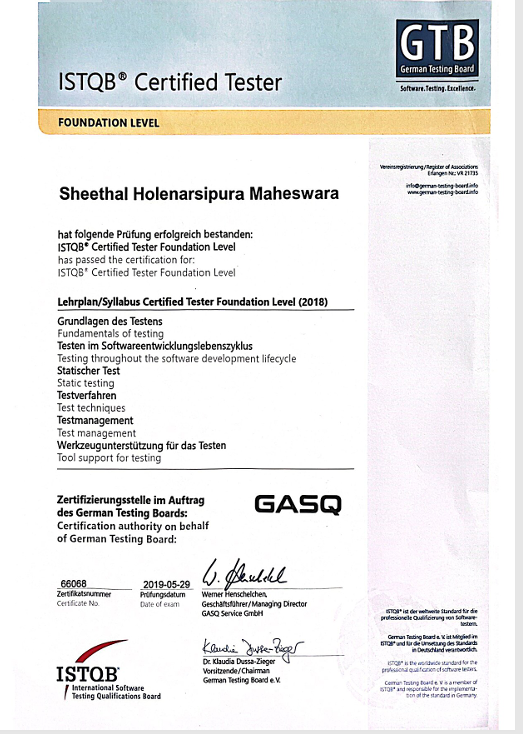 ISTQB® Certified Tester
GTB
German Testing Board
Software.Testing.Excellence.
FOUNDATION LEVEL
Vereinsregistrierung/Register of Associations
Erlangen Nr.: VR 21735
info@german-testing-board.info
www.german-testing-board.info
Sheethal Holenarsipura Maheswara
hat folgende Prüfung erfolgreich bestanden:
ISTQB® Certified Tester Foundation Level
has passed the certification for:
ISTQB® Certified Tester Foundation Level
Lehrplan/Syllabus Certified Tester Foundation Level (2018)
Grundlagen des Testens
Fundamentals of testing
Testen im Softwareentwicklungslebenszyklus
Testing throughout the software development lifecycle
Statischer Test
Static testing
Testverfahren
Test techniques
Testmanagement
Test management
Werkzeugunterstützung für das Testen
Tool support for testing
Zertifizierungsstelle im Auftrag
des German Testing Boards:
Certification authority on behalf
of German Testing Board:
GASQ
66068
Zertifikatsnummer
Certificate No.
2019-05-29
Prüfungsdatum
Date of exam
Werner Henschelchen,
Geschäftsführer/Managing Director
GASQ Service GmbH
Klaudia Dussa-Zieger
Dr. Klaudia Dussa-Zieger
Vorsitzende/Chairman
German Testing Board e.V.
ISTQB®
International Software
Testing Qualifications Board
ISTQB® ist der weltweite Standard für die
professionelle Qualifizierung von Software-
testern.
German Testing Board e. V. ist Mitglied im
ISTQB® und für die Umsetzung des Standards
in Deutschland verantwortlich.
ISTQB® is the worldwide standard for the
professional qualification of software testers.
German Testing Board e. V. is a member of
ISTQB® and responsible for the implementa-
tion of the standard in Germany.